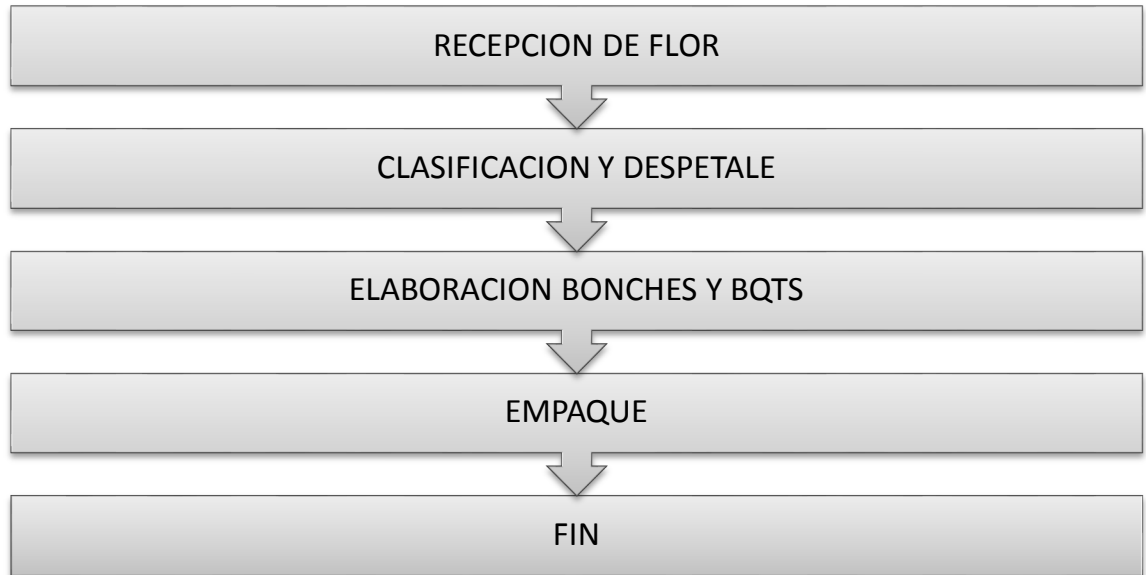 RECEPCION DE FLOR
CLASIFICACION Y DESPETALE
ELABORACION BONCHES Y BQTS
EMPAQUE
FIN